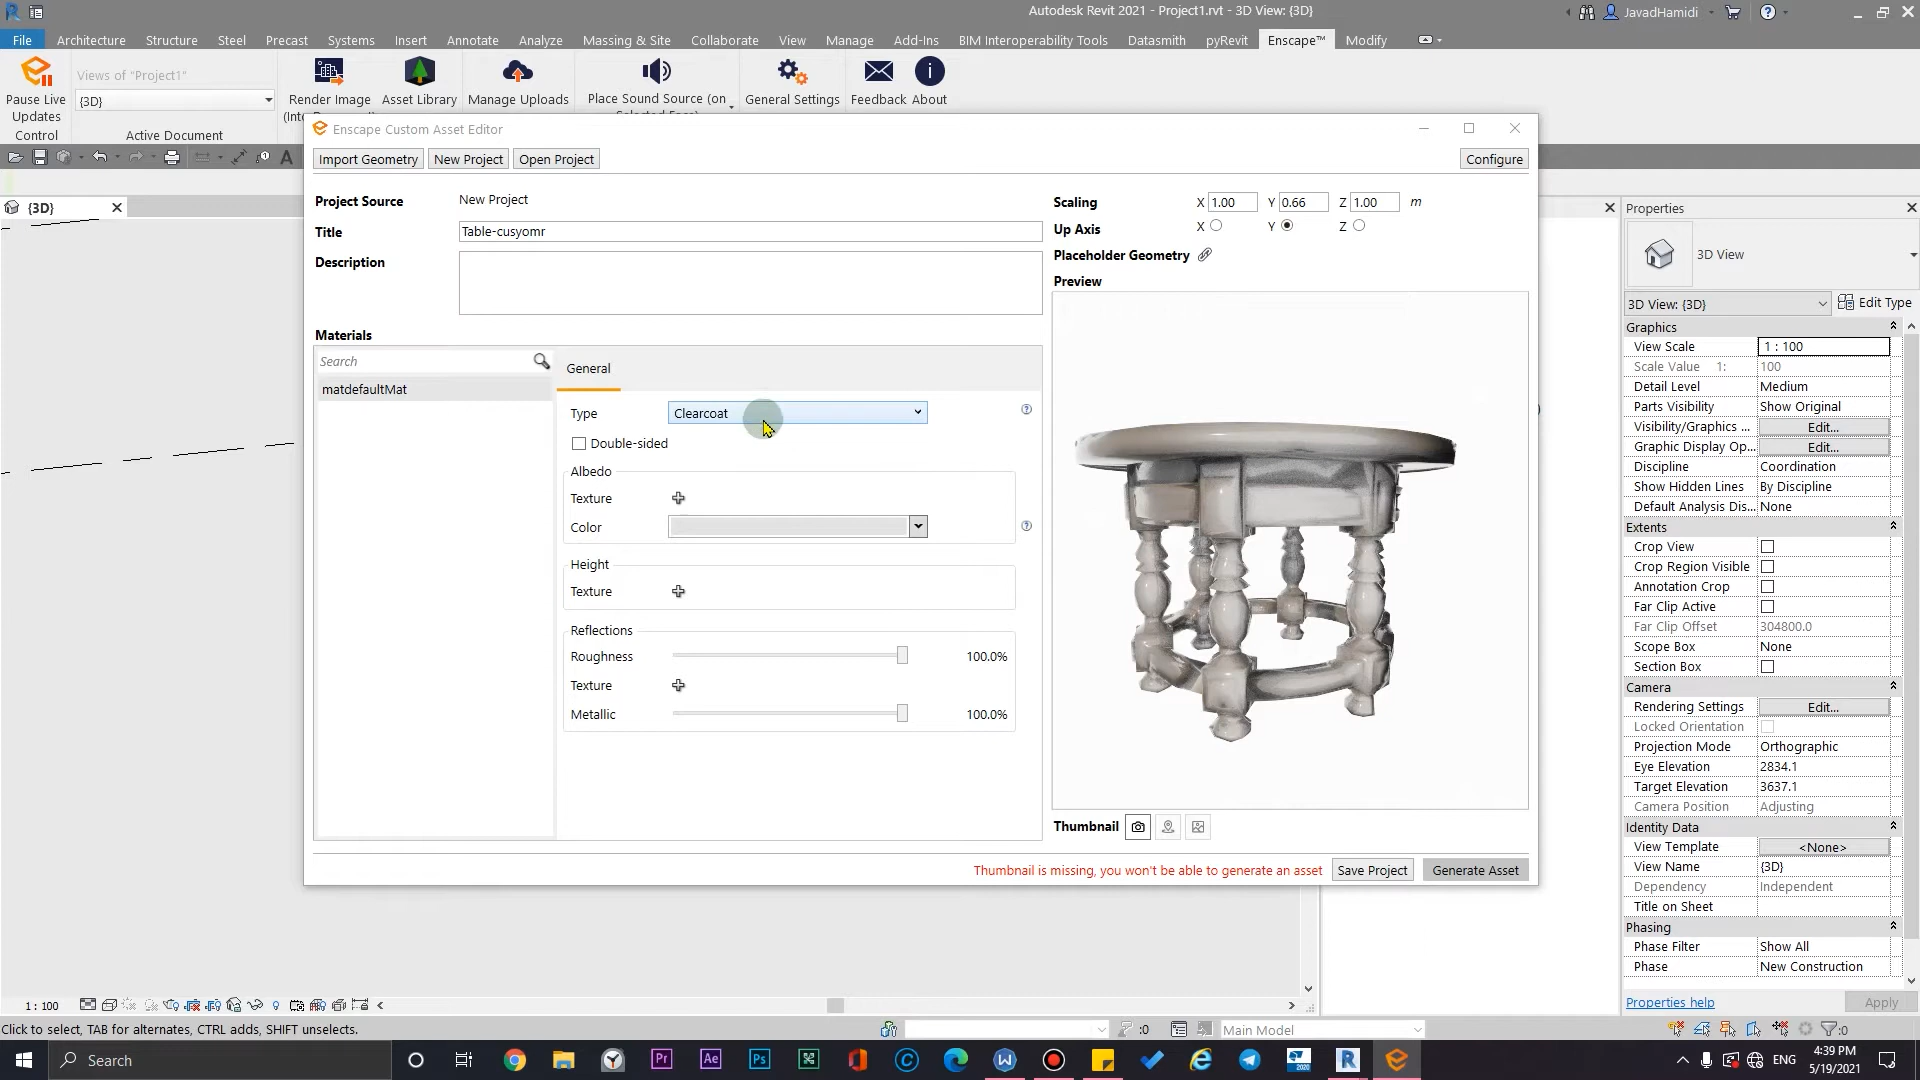 Autodesk Revit 2021 - Project1.rvt - 3D View: {3D}
JavadHamidi
File Architecture Structure Steel Precast Systems Insert Annotate Analyze Massing & Site Collaborate View Manage Add-Ins BIM Interoperability Tools Datasmith pyRevit Enscape™ Modify
Views of "Project1"
{3D}
Pause Live
Updates
Render Image
Asset Library
Manage Uploads
Place Sound Source (on
General Settings
Feedback
About
Control
Active Document
Enscape Custom Asset Editor
Import Geometry New Project Open Project Configure
{3D}
Project Source New Project
Title Table-cusyomr
Description
Scaling X 1.00 Y 0.66 Z 1.00 m
Up Axis X Y Z
Placeholder Geometry
Preview
Materials
Search
matdefaultMat
General
Type Clearcoat
Double-sided
Albedo
Texture
Color
Height
Texture
Reflections
Roughness 100.0%
Texture
Metallic 100.0%
Thumbnail
Thumbnail is missing, you won't be able to generate an asset Save Project Generate Asset
Properties
3D View
3D View: {3D} Edit Type
Graphics
View Scale 1 : 100
Scale Value 1: 100
Detail Level Medium
Parts Visibility Show Original
Visibility/Graphics ... Edit...
Graphic Display Op... Edit...
Discipline Coordination
Show Hidden Lines By Discipline
Default Analysis Dis... None
Extents
Crop View
Crop Region Visible
Annotation Crop
Far Clip Active
Far Clip Offset 304800.0
Scope Box None
Section Box
Camera
Rendering Settings Edit...
Locked Orientation
Projection Mode Orthographic
Eye Elevation 2834.1
Target Elevation 3637.1
Camera Position Adjusting
Identity Data
View Template <None>
View Name {3D}
Dependency Independent
Title on Sheet
Phasing
Phase Filter Show All
Phase New Construction
Properties help Apply
1 : 100
Click to select, TAB for alternates, CTRL adds, SHIFT unselects.
:0
Main Model
:0
Search
Pr
Ae
Ps
ENG
4:39 PM
5/19/2021